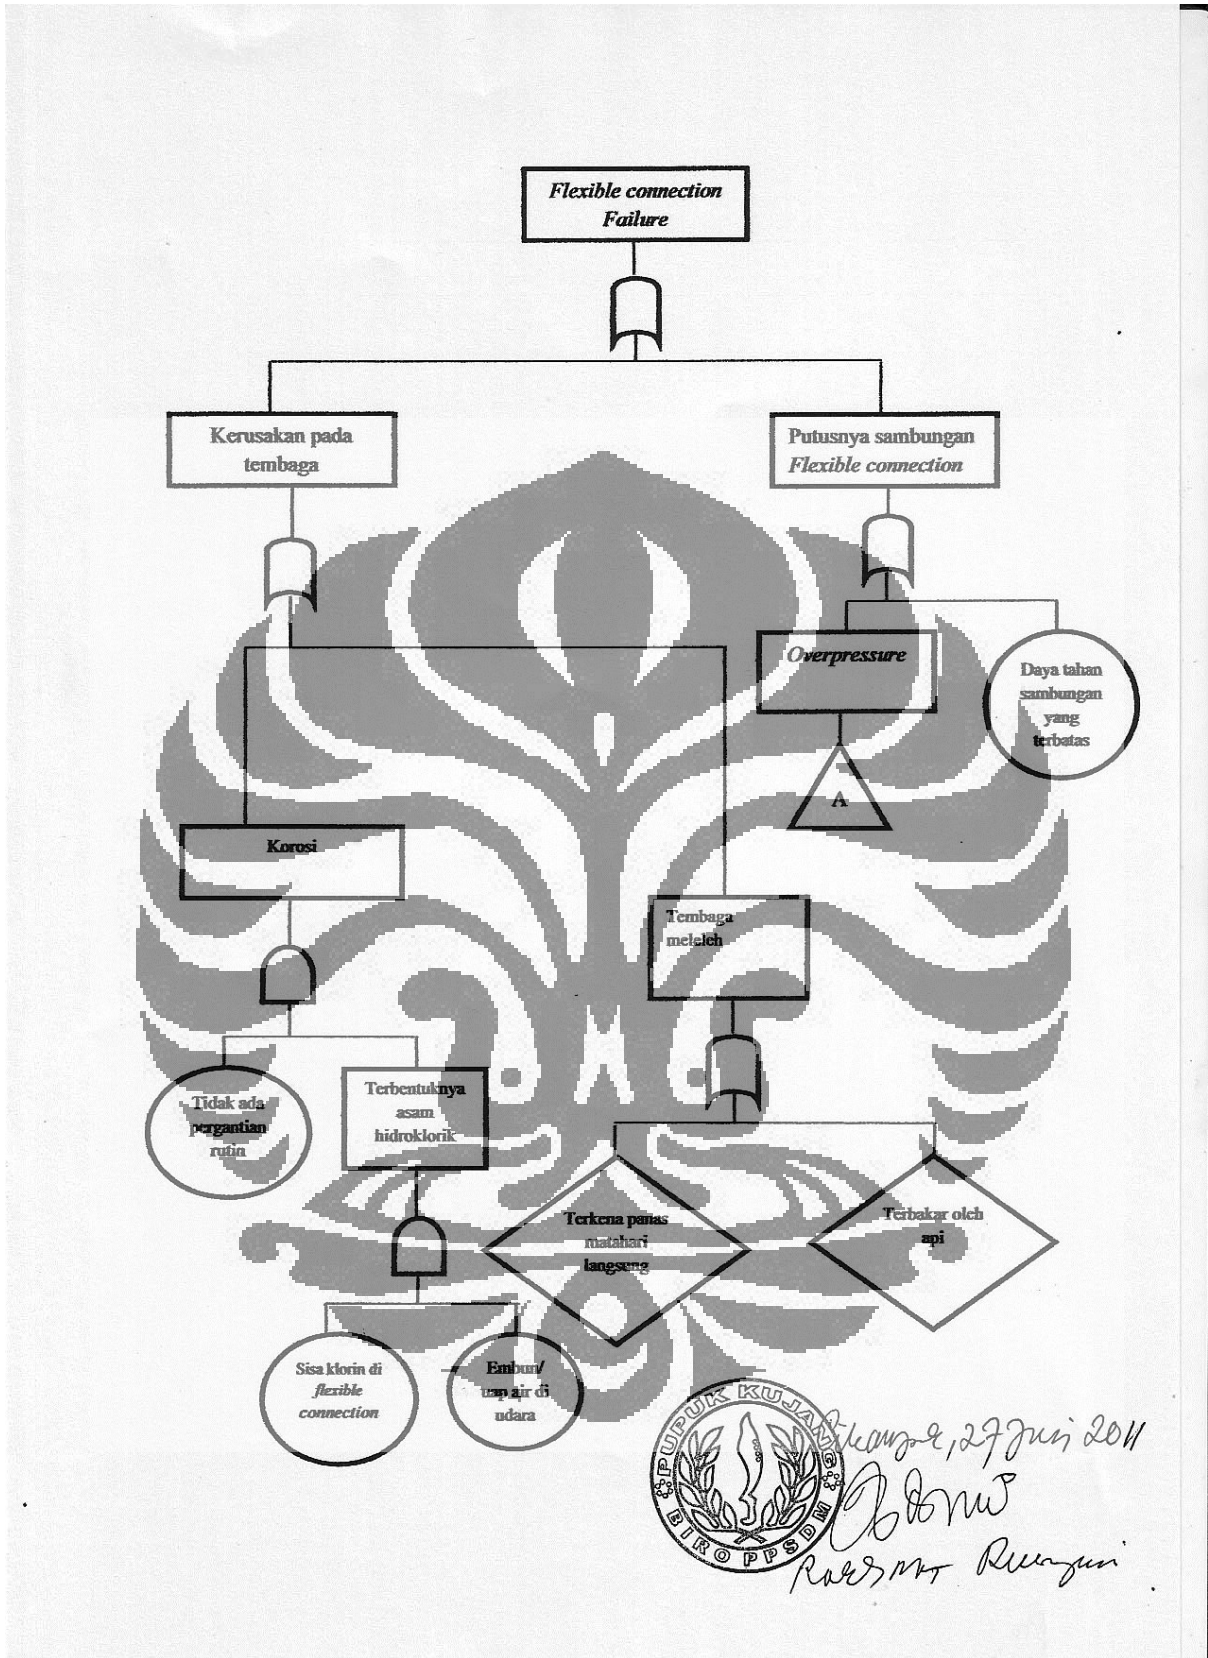 Flexible connection
Failure
Kerusakan pada
tembaga
Putusnya sambungan
Flexible connection
Overpressure
Daya tahan
sambungan
yang
terbatas
A
Korosi
Tembaga
meleleh
Tidak ada
pergantian
rutin
Terbentuknya
asam
hidroklorik
Terkena panas
matahari
langsung
Terbakar oleh
api
Sisa klorin di
flexible
connection
Embun/
uap air di
udara
PUPUK KUJANG
BIRO PPSDM
27 Juni 2011